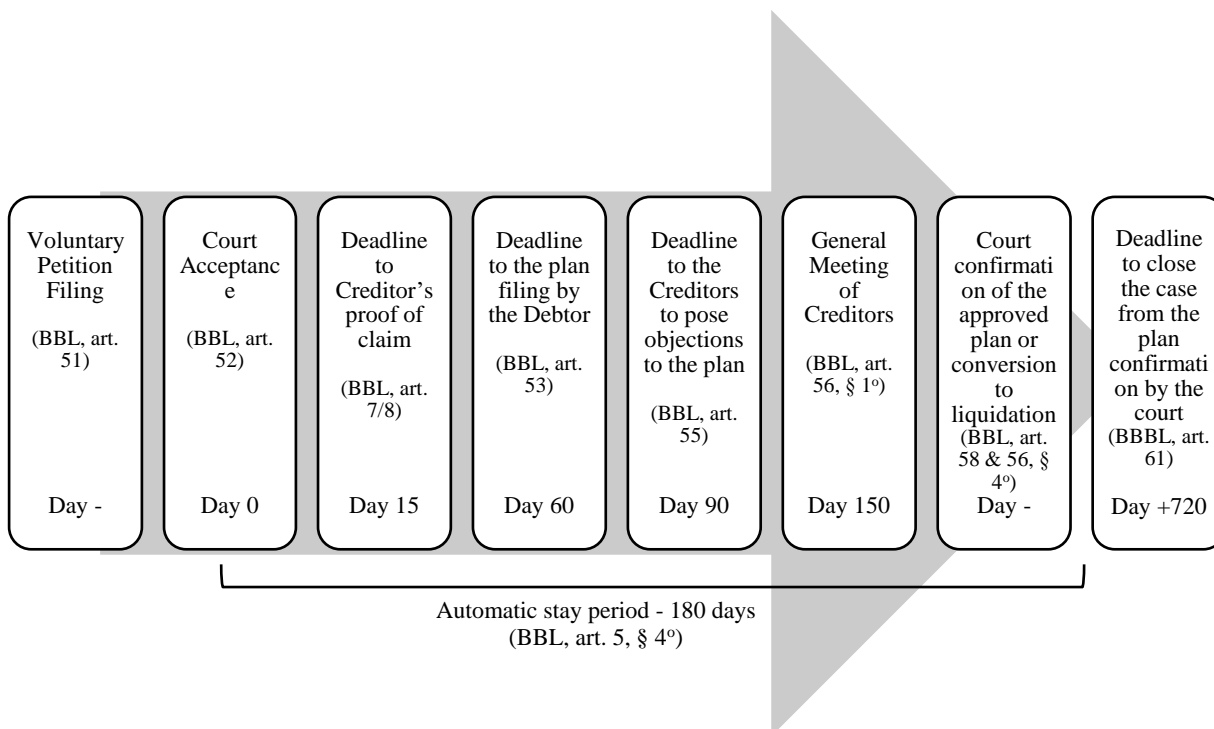 Voluntary
Petition
Filing
(BBL, art.
51)
Day -
Court
Acceptanc
e
(BBL, art.
52)
Day 0
Deadline
to
Creditor’s
proof of
claim
(BBL, art.
7/8)
Day 15
Deadline
to the plan
filing by
the Debtor
(BBL, art.
53)
Day 60
Deadline
to the
Creditors
to pose
objections
to the plan
(BBL, art.
55)
Day 90
General
Meeting
of
Creditors
(BBL, art.
56, § 1º)
Day 150
Court
confirmati
on of the
approved
plan or
conversion
to
liquidation
(BBL, art.
58 & 56, §
4º)
Day -
Deadline
to close
the case
from the
plan
confirmati
on by the
court
(BBBL, art.
61)
Day +720
Automatic stay period - 180 days
(BBL, art. 5, § 4º)